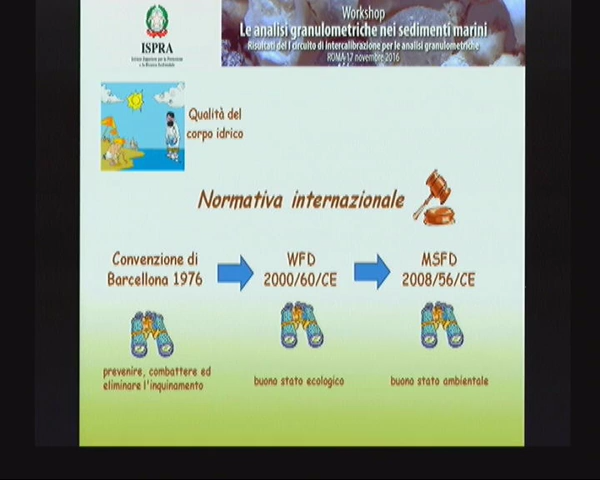 Workshop
Le analisi granulometriche nei sedimenti marini
Risultati del I circuito di intercalibrazione per le analisi granulometriche
ROMA-17 novembre 2016
ISPRA
Istituto Superiore per la Protezione
e la Ricerca Ambientale
Qualità del
corpo idrico
Normativa internazionale
Convenzione di
Barcellona 1976
WFD
2000/60/CE
MSFD
2008/56/CE
prevenire, combattere ed
eliminare l'inquinamento
buono stato ecologico
buono stato ambientale